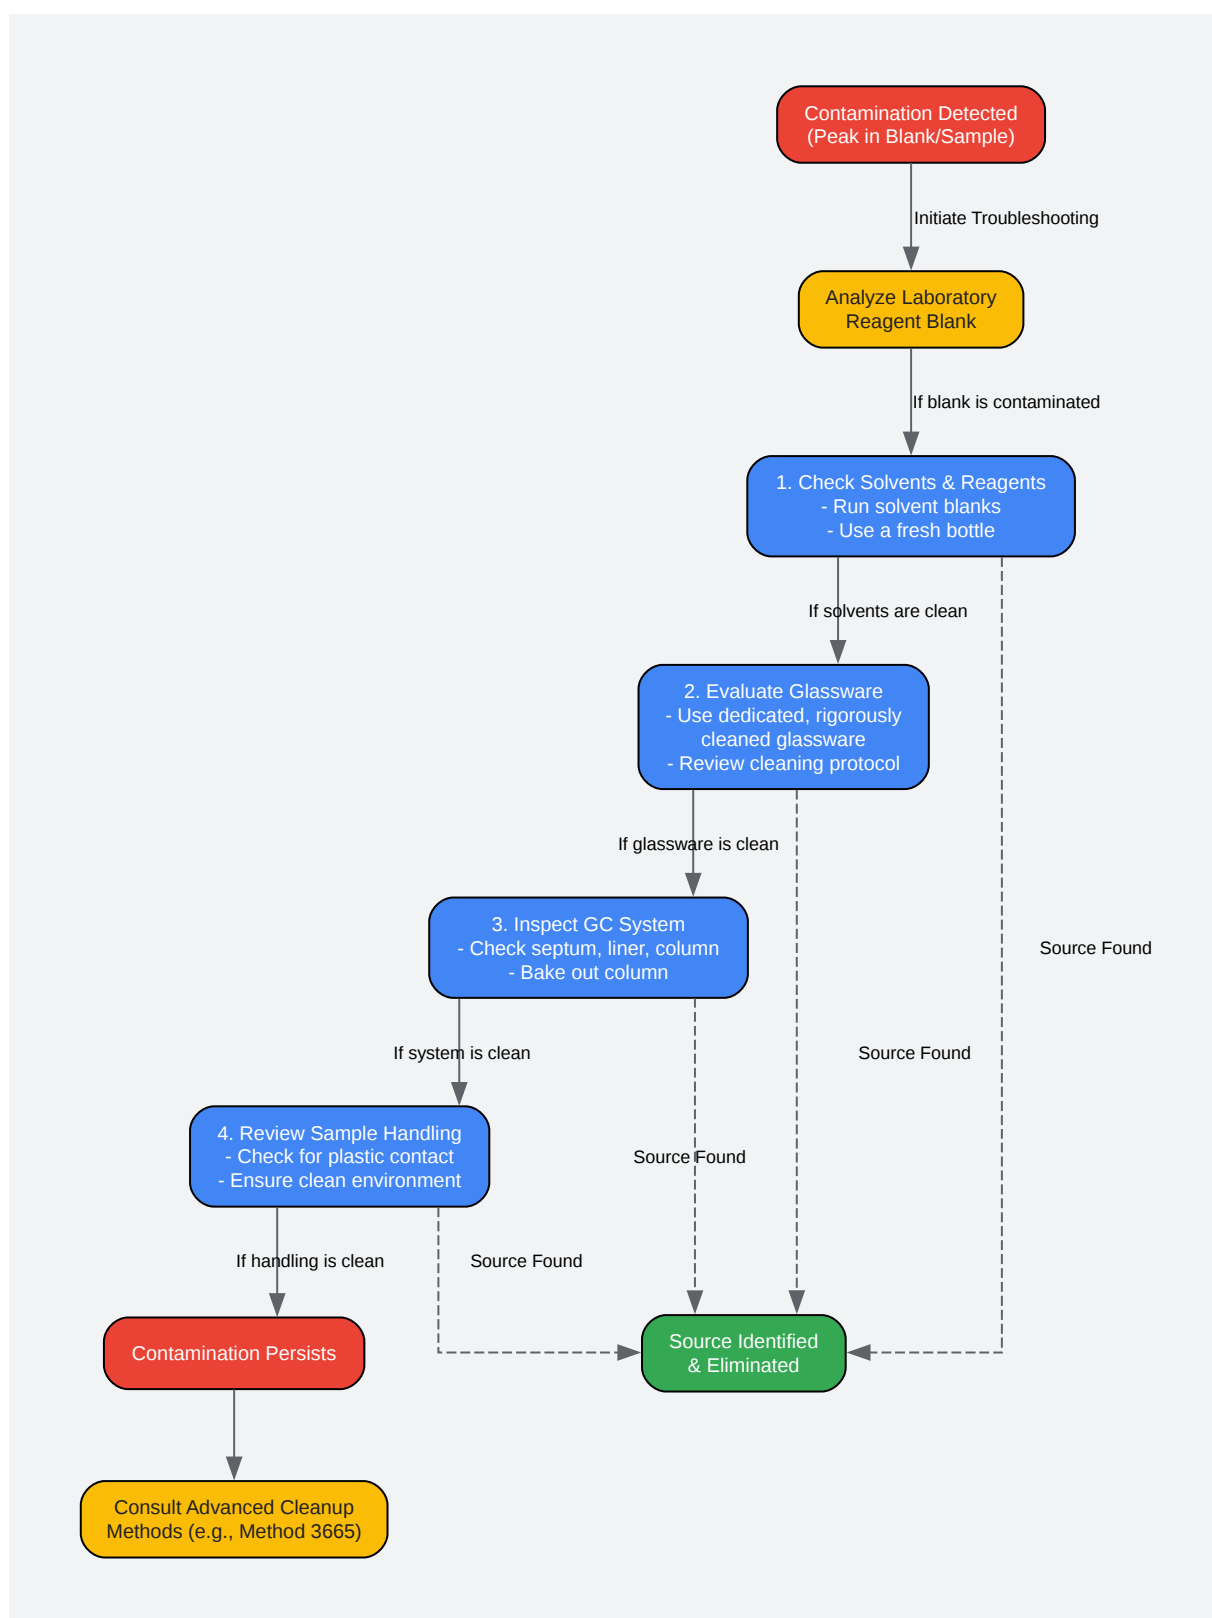 Contamination Detected
(Peak in Blank/Sample)
Initiate Troubleshooting
Analyze Laboratory
Reagent Blank
If blank is contaminated
1. Check Solvents & Reagents
- Run solvent blanks
- Use a fresh bottle
If solvents are clean
2. Evaluate Glassware
- Use dedicated, rigorously
cleaned glassware
- Review cleaning protocol
If glassware is clean
3. Inspect GC System
- Check septum, liner, column
- Bake out column
Source Found
If system is clean
Source Found
4. Review Sample Handling
- Check for plastic contact
- Ensure clean environment
Source Found
If handling is clean
Source Found
Contamination Persists
Source Identified
& Eliminated
Consult Advanced Cleanup
Methods (e.g., Method 3665)